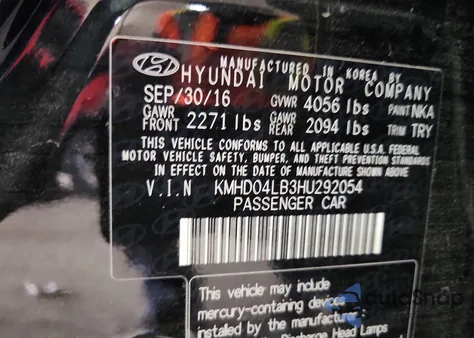 MANUFACTURED IN KOREA BY
HYUNDAI MOTOR COMPANY
SEP/30/16 GVWR 4056 lbs PAINT NKA
GAWR FRONT 2271 lbs GAWR REAR 2094 lbs TRIM TRY
THIS VEHICLE CONFORMS TO ALL APPLICABLE U.S.A. FEDERAL
MOTOR VEHICLE SAFETY, BUMPER, AND THEFT PREVENTION STANDARDS
IN EFFECT ON THE DATE OF MANUFACTURE SHOWN ABOVE
V.I.N KMHD04LB3HU292054
PASSENGER CAR
This vehicle may include
mercury-containing devices
installed by the manufacturer:
Discharge Head Lamps
AutoSnap